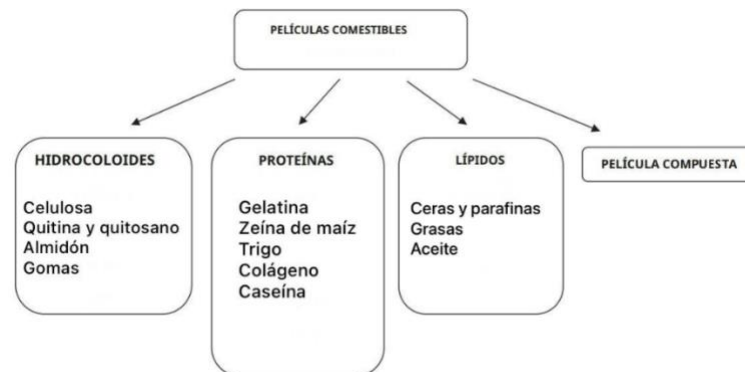 PELÍCULAS COMESTIBLES
HIDROCOLOIDES
Celulosa
Quitina y quitosano
Almidón
Gomas
PROTEÍNAS
Gelatina
Zeína de maíz
Trigo
Colágeno
Caseína
LÍPIDOS
Ceras y parafinas
Grasas
Aceite
PELÍCULA COMPUESTA